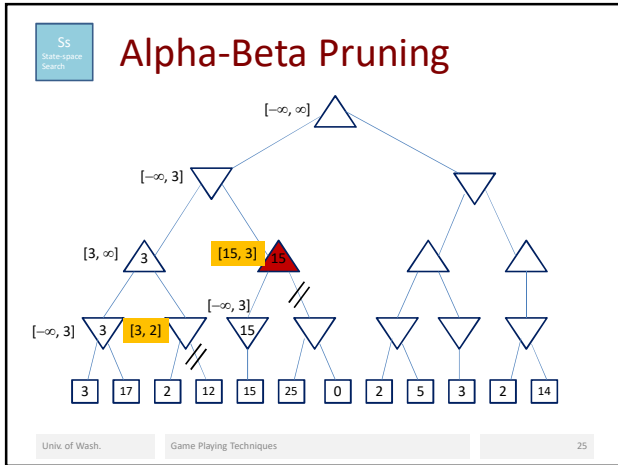 Ss
State-space
Search
Alpha-Beta Pruning
[−∞, ∞]
[−∞, 3]
[3, ∞]
3
[15, 3]
15
[−∞, 3]
[−∞, 3]
3
[3, 2]
15
3 17 2 12 15 25 0 2 5 3 2 14
Univ. of Wash. Game Playing Techniques 25